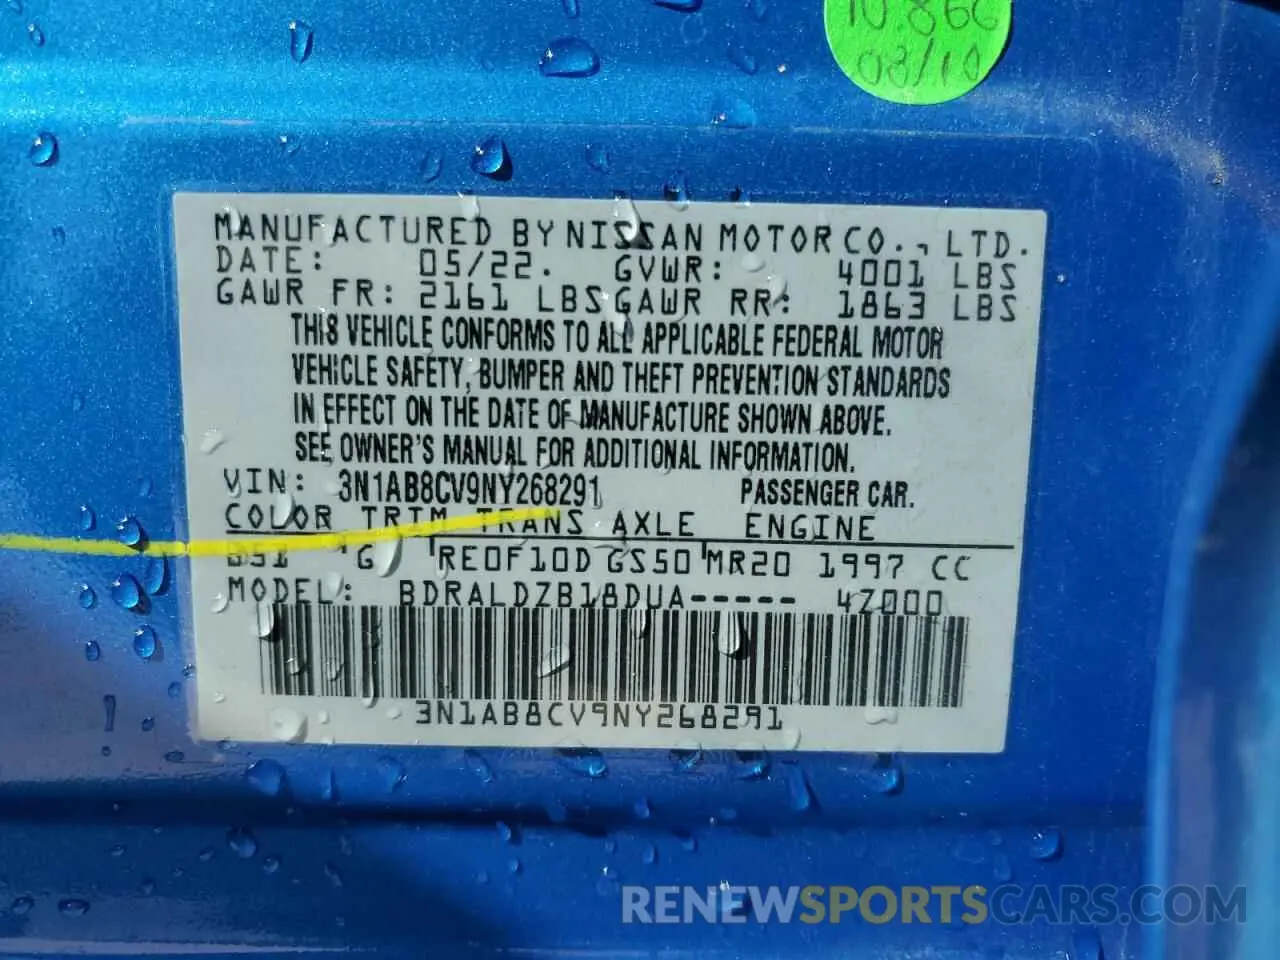 10.866
08/10
MANUFACTURED BY NISSAN MOTOR CO., LTD.
DATE: 05/22. GVWR: 4001 LBS
GAWR FR: 2161 LBS GAWR RR: 1863 LBS
THIS VEHICLE CONFORMS TO ALL APPLICABLE FEDERAL MOTOR
VEHICLE SAFETY, BUMPER AND THEFT PREVENTION STANDARDS
IN EFFECT ON THE DATE OF MANUFACTURE SHOWN ABOVE.
SEE OWNER'S MANUAL FOR ADDITIONAL INFORMATION.
VIN: 3N1AB8CV9NY268291 PASSENGER CAR.
COLOR TRIM TRANS AXLE ENGINE
B51 G RE0F10D GS50 MR20 1997 CC
MODEL: BDRALDZB18DUA----- 4Z000
3N1AB8CV9NY268291
RENEWSPORTSCARS.COM